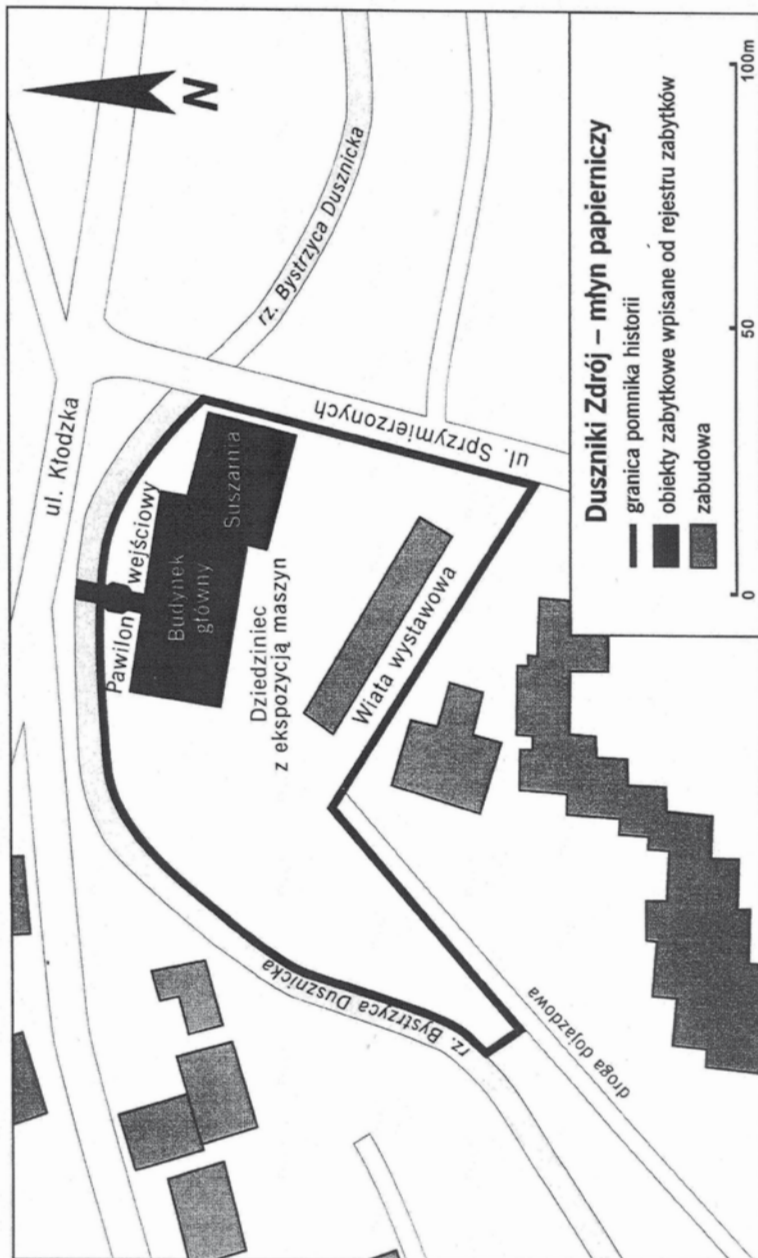 N
ul. Kłodzka
rz. Bystrzyca Dusznicka
Pawilon wejściowy
Budynek
główny
Suszarnia
ul. Sprzymierzonych
Dziedziniec
z ekspozycją maszyn
Wiata wystawowa
rz. Bystrzyca Dusznicka
droga dojazdowa
Duszniki Zdrój – młyn papierniczy
granica pomnika historii
obiekty zabytkowe wpisane od rejestru zabytków
zabudowa
0 50 100m